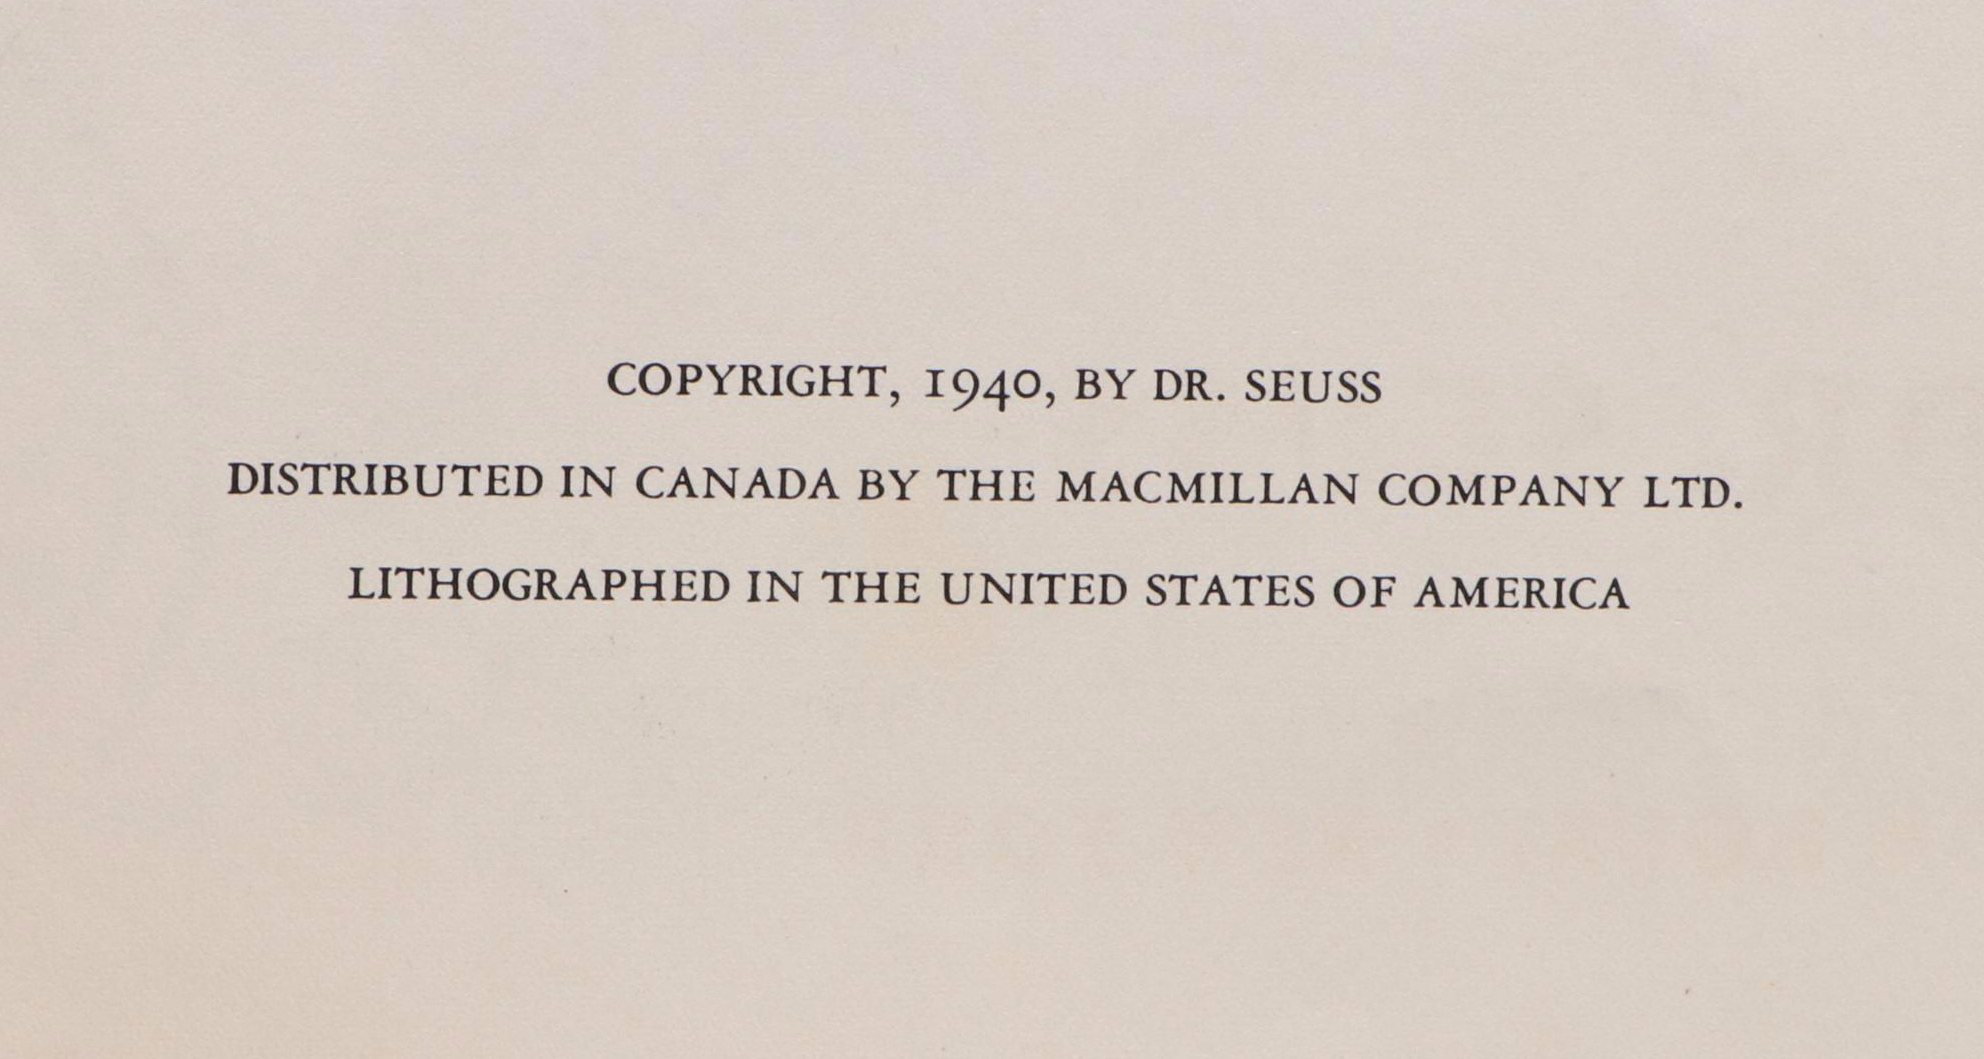 COPYRIGHT, 1940, BY DR. SEUSS
DISTRIBUTED IN CANADA BY THE MACMILLAN COMPANY LTD.
LITHOGRAPHED IN THE UNITED STATES OF AMERICA